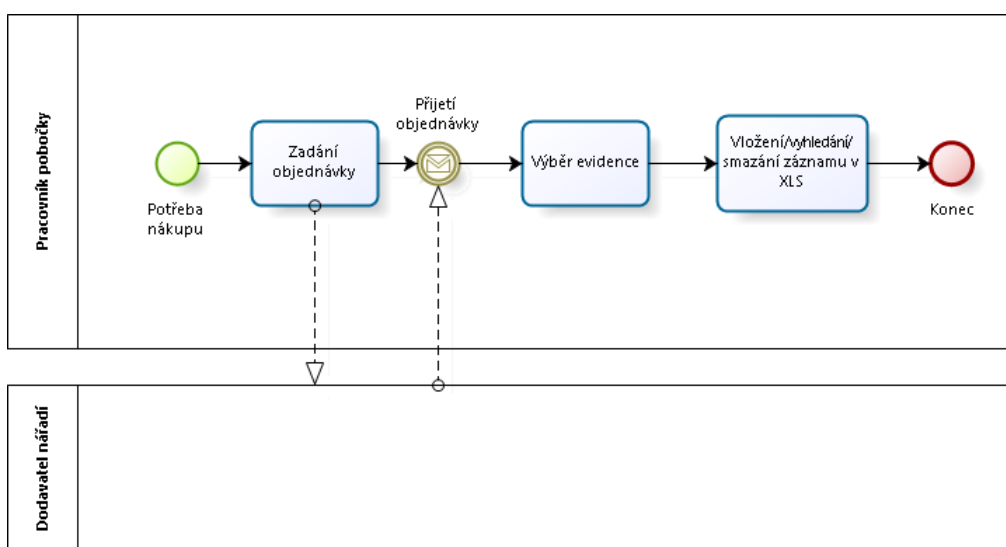 Pracovník pobočky
Potřeba
nákupu
Zadání
objednávky
Přijetí
objednávky
Výběr evidence
Vložení/vyhledání/
smazání záznamu v
XLS
Konec
Dodavatel nářadí